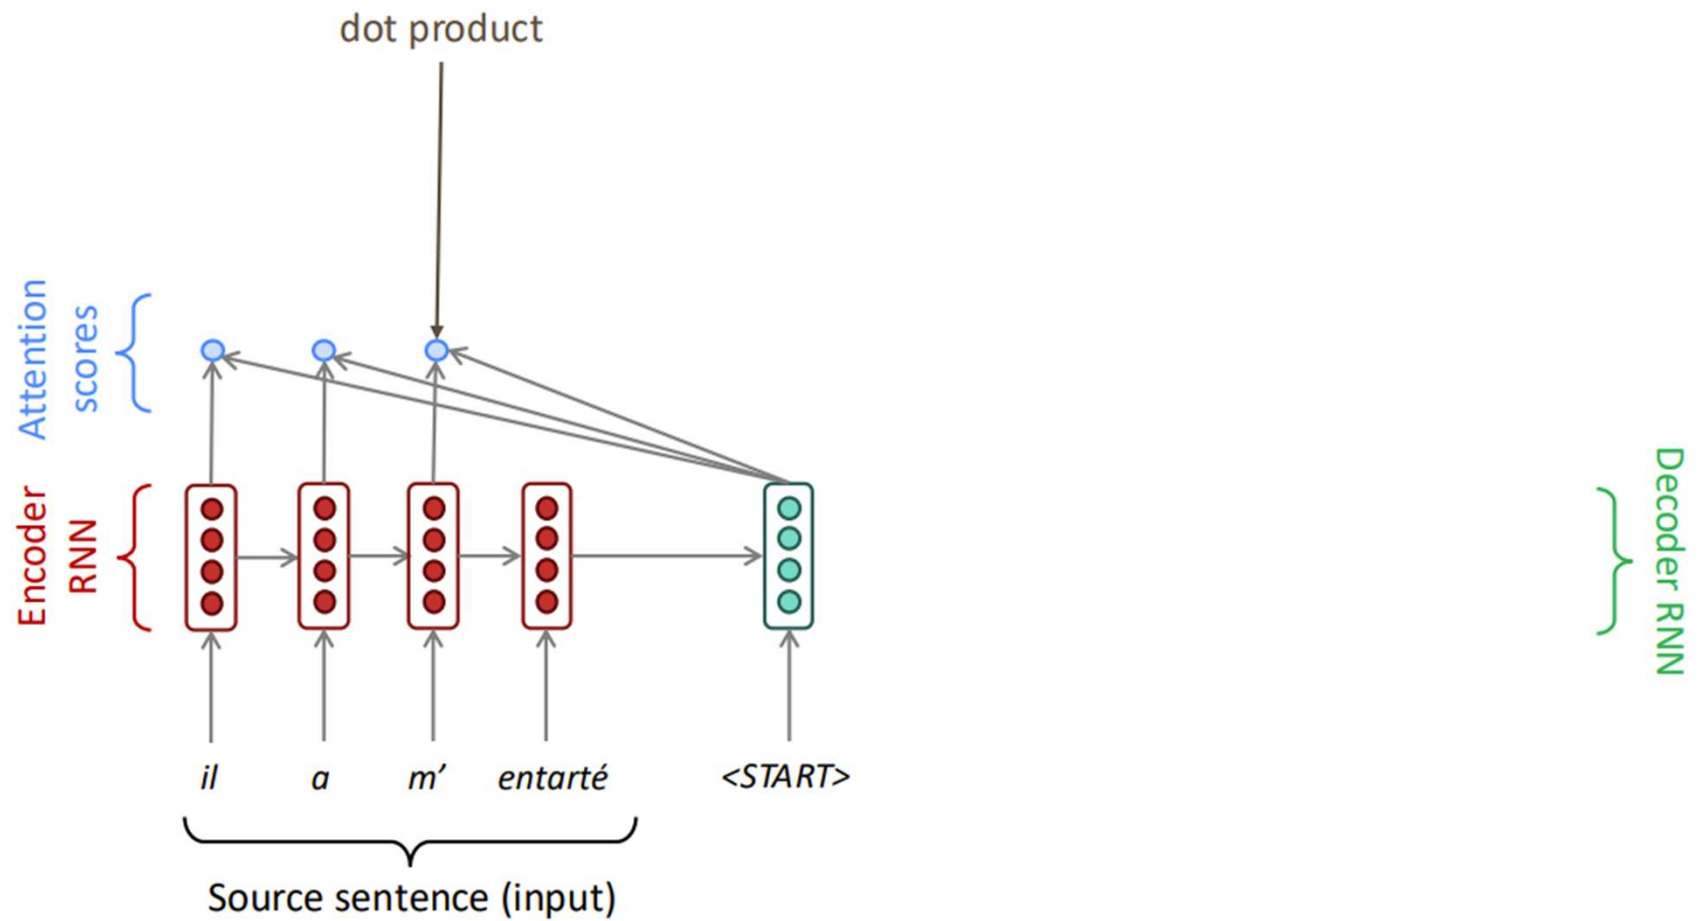 dot product
Attention
scores
Encoder
RNN
Decoder RNN
il
a
m’
entarté
<START>
Source sentence (input)